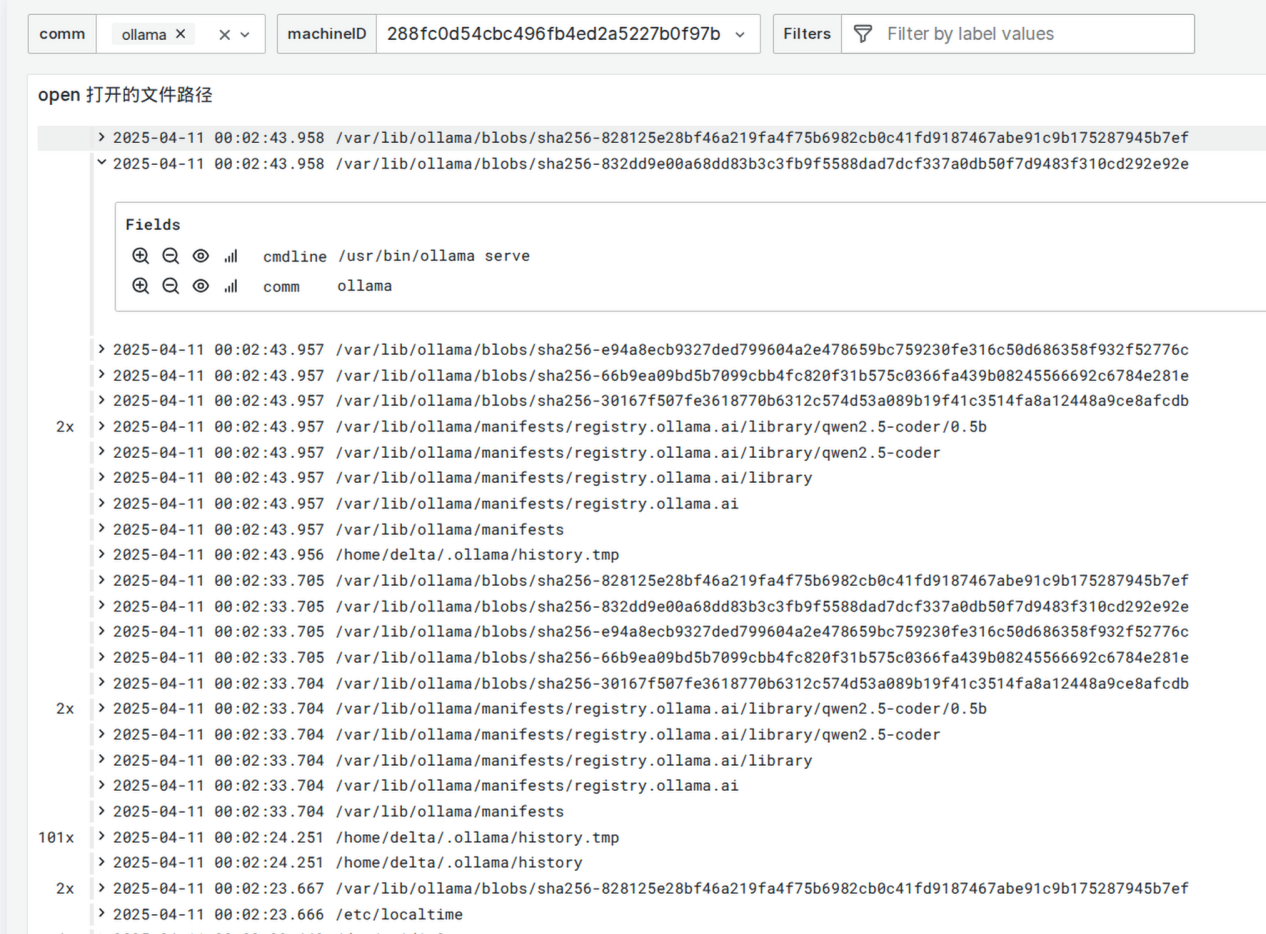 comm ollama machineID 288fc0d54cbc496fb4ed2a5227b0f97b Filters Filter by label values
open 打开的文件路径
2025-04-11 00:02:43.958 /var/lib/ollama/blobs/sha256-828125e28bf46a219fa4f75b6982cb0c41fd9187467abe91c9b175287945b7ef
2025-04-11 00:02:43.958 /var/lib/ollama/blobs/sha256-832dd9e00a68dd83b3c3fb9f5588dad7dcf337a0db50f7d9483f310cd292e92e
Fields
cmdline /usr/bin/ollama serve
comm ollama
2025-04-11 00:02:43.957 /var/lib/ollama/blobs/sha256-e94a8ecb9327ded799604a2e478659bc759230fe316c50d686358f932f52776c
2025-04-11 00:02:43.957 /var/lib/ollama/blobs/sha256-66b9ea09bd5b7099cbb4fc820f31b575c0366fa439b08245566692c6784e281e
2025-04-11 00:02:43.957 /var/lib/ollama/blobs/sha256-30167f507fe3618770b6312c574d53a089b19f41c3514fa8a12448a9ce8afcdb
2x 2025-04-11 00:02:43.957 /var/lib/ollama/manifests/registry.ollama.ai/library/qwen2.5-coder/0.5b
2025-04-11 00:02:43.957 /var/lib/ollama/manifests/registry.ollama.ai/library/qwen2.5-coder
2025-04-11 00:02:43.957 /var/lib/ollama/manifests/registry.ollama.ai/library
2025-04-11 00:02:43.957 /var/lib/ollama/manifests/registry.ollama.ai
2025-04-11 00:02:43.957 /var/lib/ollama/manifests
2025-04-11 00:02:43.956 /home/delta/.ollama/history.tmp
2025-04-11 00:02:33.705 /var/lib/ollama/blobs/sha256-828125e28bf46a219fa4f75b6982cb0c41fd9187467abe91c9b175287945b7ef
2025-04-11 00:02:33.705 /var/lib/ollama/blobs/sha256-832dd9e00a68dd83b3c3fb9f5588dad7dcf337a0db50f7d9483f310cd292e92e
2025-04-11 00:02:33.705 /var/lib/ollama/blobs/sha256-e94a8ecb9327ded799604a2e478659bc759230fe316c50d686358f932f52776c
2025-04-11 00:02:33.705 /var/lib/ollama/blobs/sha256-66b9ea09bd5b7099cbb4fc820f31b575c0366fa439b08245566692c6784e281e
2025-04-11 00:02:33.704 /var/lib/ollama/blobs/sha256-30167f507fe3618770b6312c574d53a089b19f41c3514fa8a12448a9ce8afcdb
2x 2025-04-11 00:02:33.704 /var/lib/ollama/manifests/registry.ollama.ai/library/qwen2.5-coder/0.5b
2025-04-11 00:02:33.704 /var/lib/ollama/manifests/registry.ollama.ai/library/qwen2.5-coder
2025-04-11 00:02:33.704 /var/lib/ollama/manifests/registry.ollama.ai/library
2025-04-11 00:02:33.704 /var/lib/ollama/manifests/registry.ollama.ai
2025-04-11 00:02:33.704 /var/lib/ollama/manifests
101x 2025-04-11 00:02:24.251 /home/delta/.ollama/history.tmp
2025-04-11 00:02:24.251 /home/delta/.ollama/history
2x 2025-04-11 00:02:23.667 /var/lib/ollama/blobs/sha256-828125e28bf46a219fa4f75b6982cb0c41fd9187467abe91c9b175287945b7ef
2025-04-11 00:02:23.666 /etc/localtime